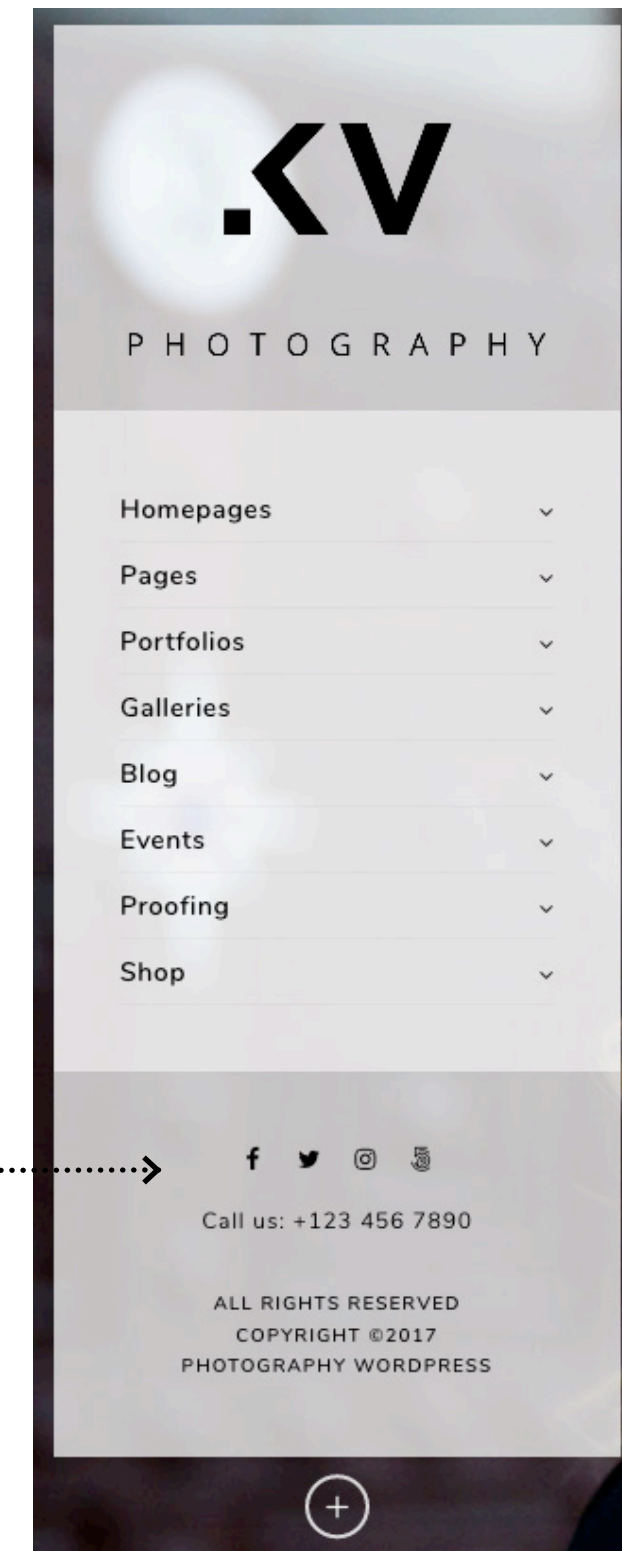 .KV
PHOTOGRAPHY
Homepages
Pages
Portfolios
Galleries
Blog
Events
Proofing
Shop
Call us: +123 456 7890
ALL RIGHTS RESERVED
COPYRIGHT ©2017
PHOTOGRAPHY WORDPRESS